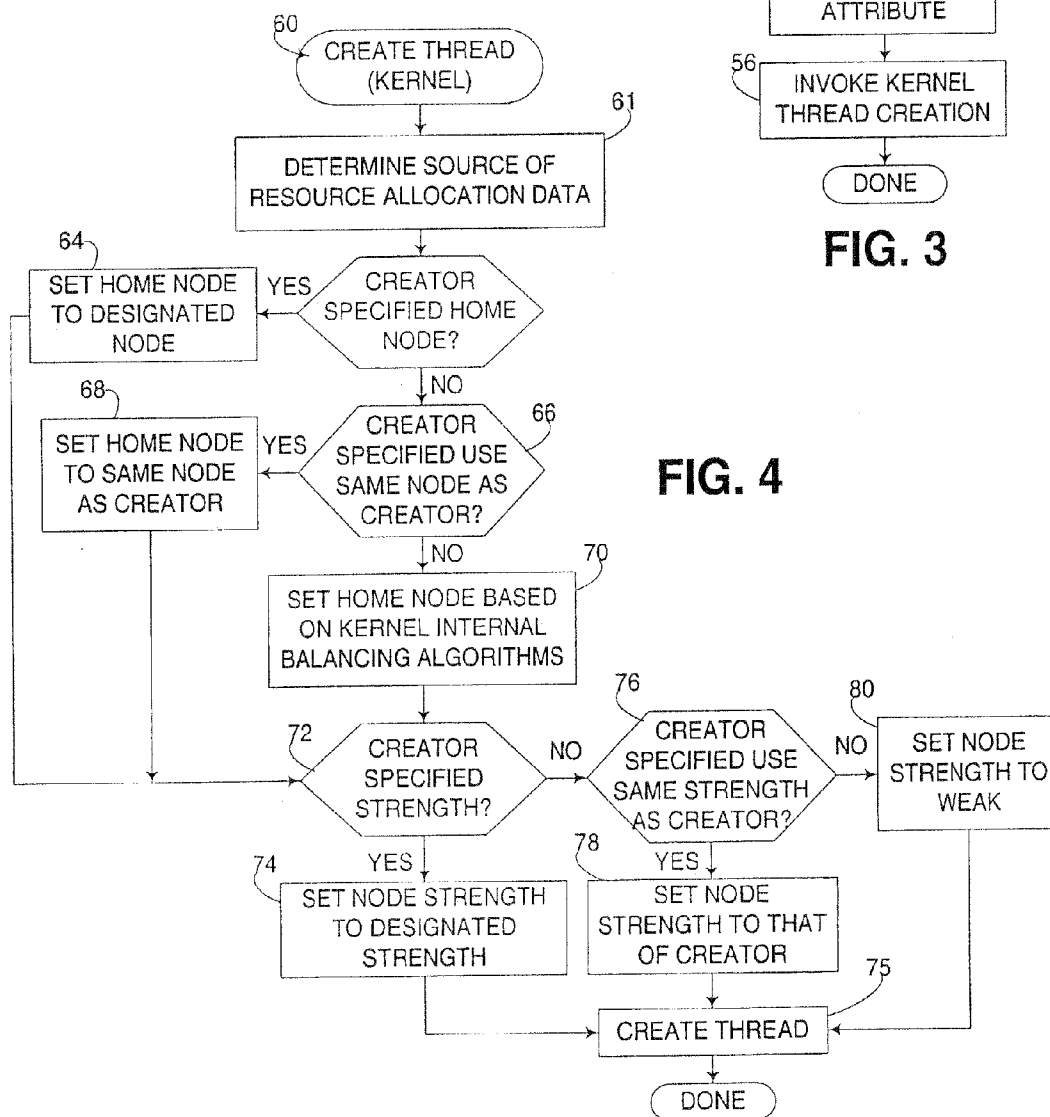 60
CREATE THREAD
(KERNEL)
61
DETERMINE SOURCE OF
RESOURCE ALLOCATION DATA
64
SET HOME NODE
TO DESIGNATED
NODE
YES
CREATOR
SPECIFIED HOME
NODE?
NO
68
SET HOME NODE
TO SAME NODE
AS CREATOR
YES
66
CREATOR
SPECIFIED USE
SAME NODE AS
CREATOR?
NO
70
SET HOME NODE BASED
ON KERNEL INTERNAL
BALANCING ALGORITHMS
72
CREATOR
SPECIFIED
STRENGTH?
NO
76
CREATOR
SPECIFIED USE
SAME STRENGTH
AS CREATOR?
NO
80
SET NODE
STRENGTH TO
WEAK
YES
74
SET NODE STRENGTH
TO DESIGNATED
STRENGTH
YES
78
SET NODE
STRENGTH TO THAT
OF CREATOR
75
CREATE THREAD
DONE
FIG. 4
ATTRIBUTE
56
INVOKE KERNEL
THREAD CREATION
DONE
FIG. 3